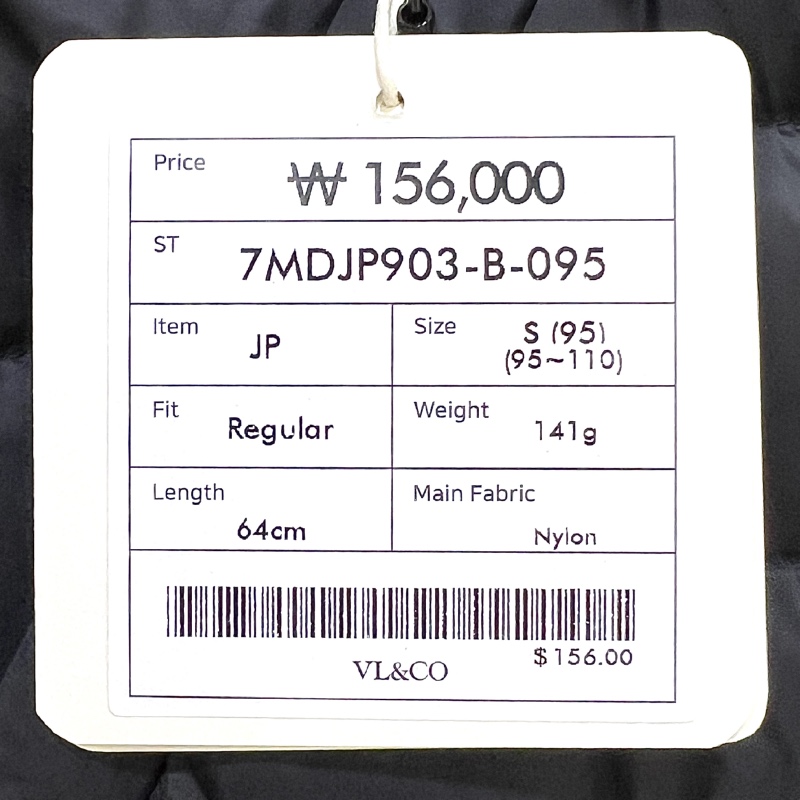 Price ₩ 156,000
ST 7MDJP903-B-095
Item JP
Size S (95)
(95~110)
Fit Regular
Weight 141g
Length 64cm
Main Fabric Nylon
$156.00
VL&CO